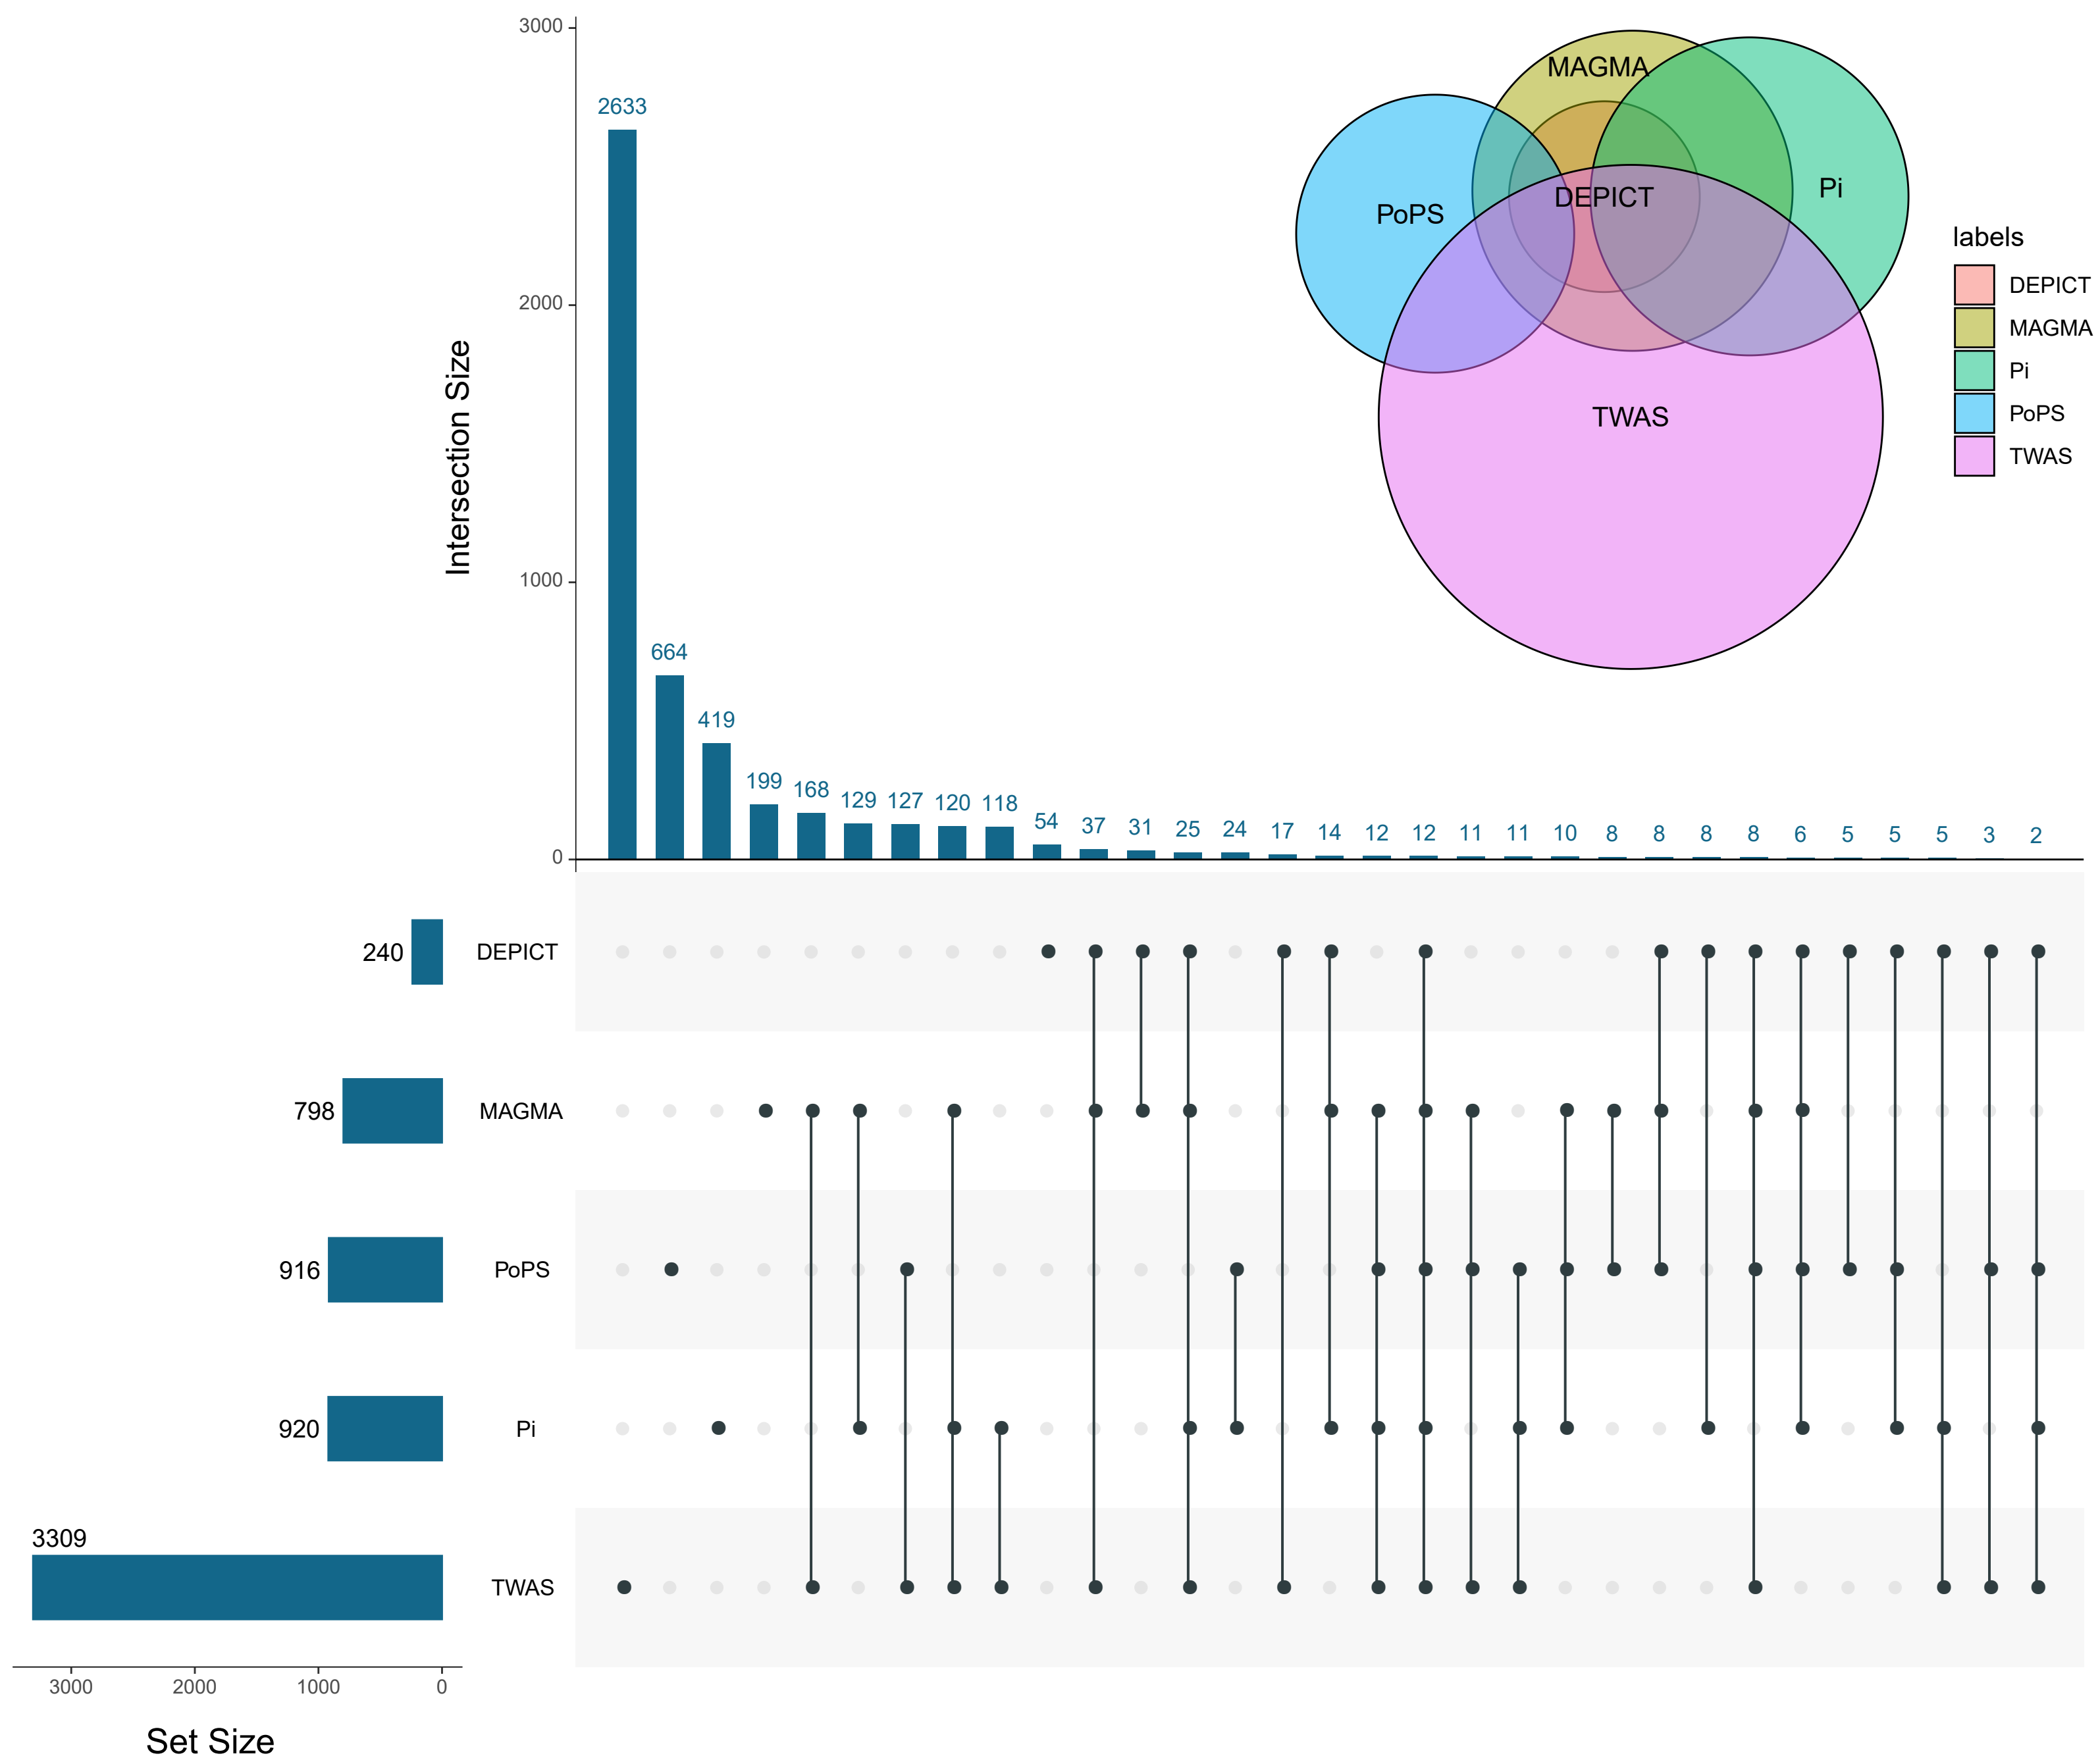 3000
2000
1000
0
Intersection Size
2633
664
419
199
168
129
127
120
118
54
37
31
25
24
17
14
12
12
11
11
10
8
8
8
8
6
5
5
5
3
2
MAGMA
PoPS
DEPICT
Pi
TWAS
labels
DEPICT
MAGMA
Pi
PoPS
TWAS
240 DEPICT
798 MAGMA
916 PoPS
920 Pi
3309
TWAS
3000 2000 1000 0
Set Size